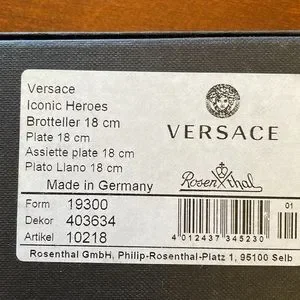 Versace
Iconic Heroes
Brotteller 18 cm
Plate 18 cm
Assiette plate 18 cm
Plato Llano 18 cm
Made in Germany
VERSACE
Rosenthal
Form 19300
Dekor 403634
Artikel 10218
01
4 012437 345230
Rosenthal GmbH, Philip-Rosenthal-Platz 1, 95100 Selb